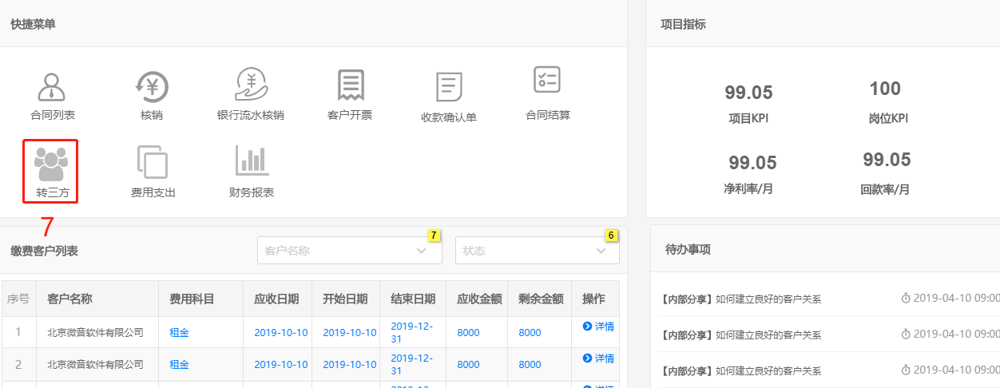 快捷菜单
合同列表
核销
银行流水核销
客户开票
收款确认单
合同结算
转三方
费用支出
财务报表
7
项目指标
99.05
项目KPI
100
岗位KPI
99.05
净利率/月
99.05
回款率/月
缴费客户列表
客户名称
7
状态
6
序号 客户名称 费用科目 应收日期 开始日期 结束日期 应收金额 剩余金额 操作
1 北京微音软件有限公司 租金 2019-10-10 2019-10-10 2019-12-31 8000 8000 详情
2 北京微音软件有限公司 租金 2019-10-10 2019-10-10 2019-12-31 8000 8000 详情
待办事项
【内部分享】如何建立良好的客户关系 2019-04-10 09:00
【内部分享】如何建立良好的客户关系 2019-04-10 09:00
【内部分享】如何建立良好的客户关系 2019-04-10 09:00